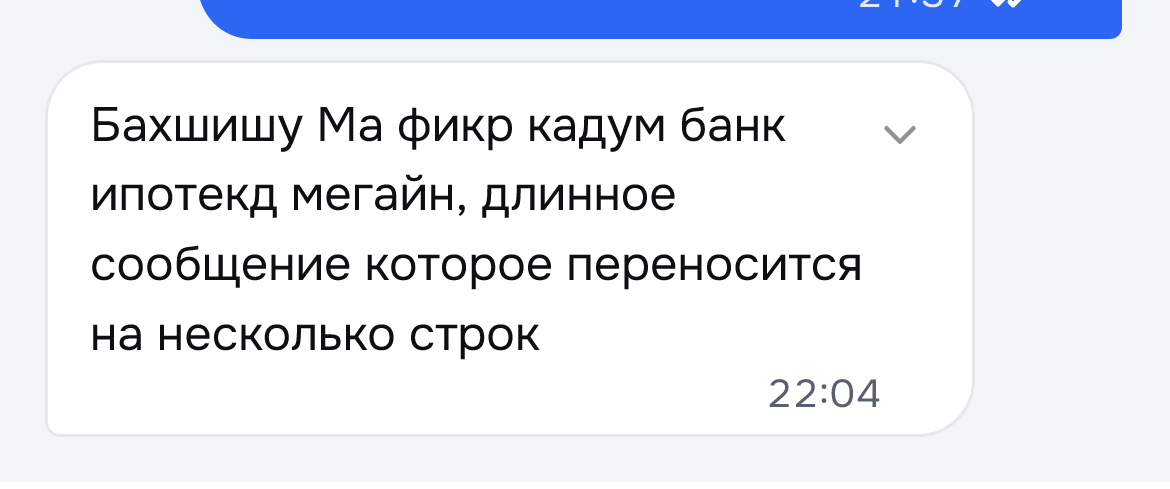 Бахшишу Ма фикр кадум банк
ипотекд мегайн, длинное
сообщение которое переносится
на несколько строк
22:04